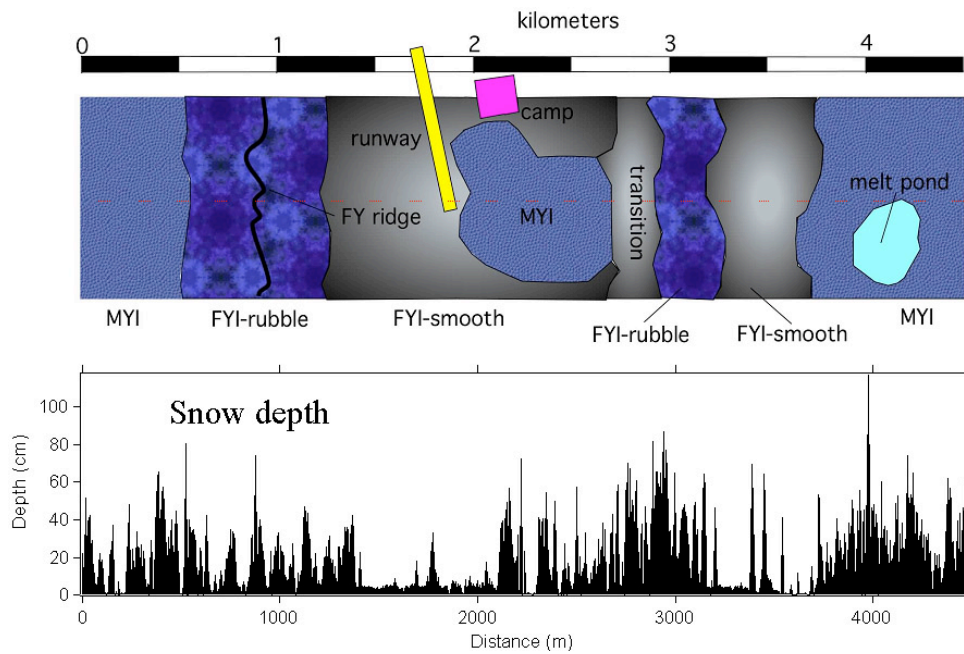 kilometers
0 1 2 3 4
camp
runway
FY ridge
MYI
transition
melt pond
MYI FYI-rubble FYI-smooth FYI-rubble FYI-smooth MYI
Snow depth
Depth (cm)
100
80
60
40
20
0
0 1000 2000 3000 4000
Distance (m)